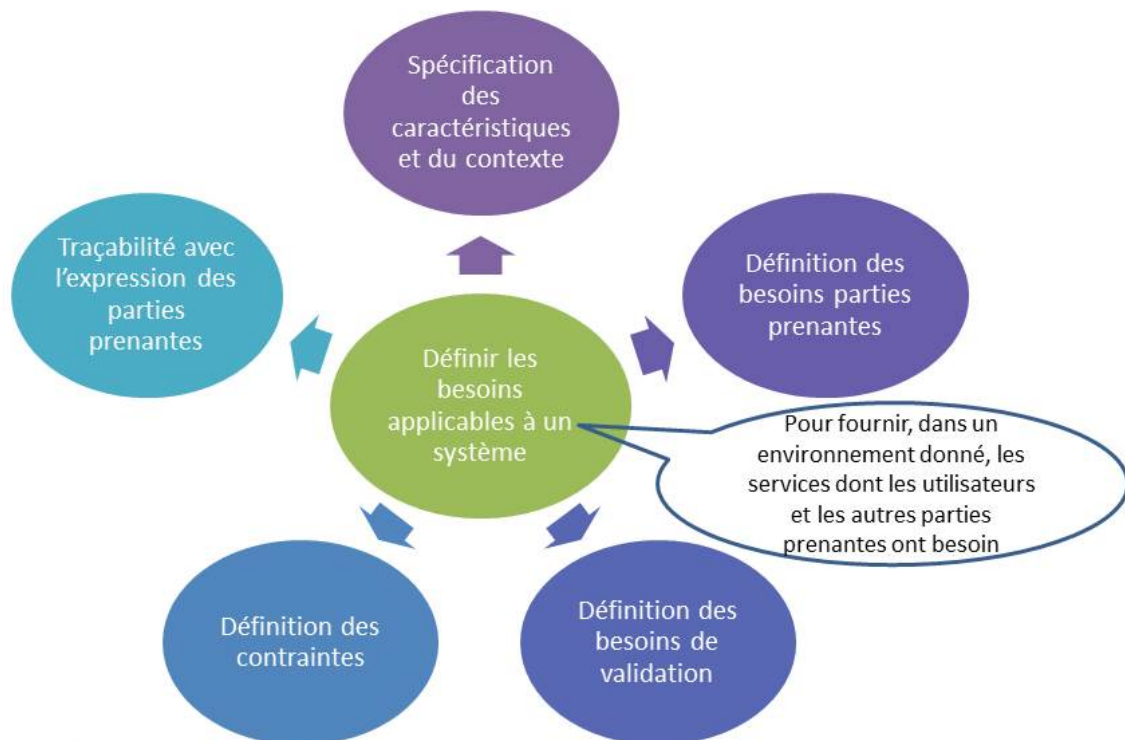 Spécification
des
caractéristiques
et du contexte
Traçabilité avec
l’expression des
parties
prenantes
Définition des
besoins parties
prenantes
Définir les
besoins
applicables à un
système
Pour fournir, dans un
environnement donné, les
services dont les utilisateurs
et les autres parties
prenantes ont besoin
Définition des
contraintes
Définition des
besoins de
validation